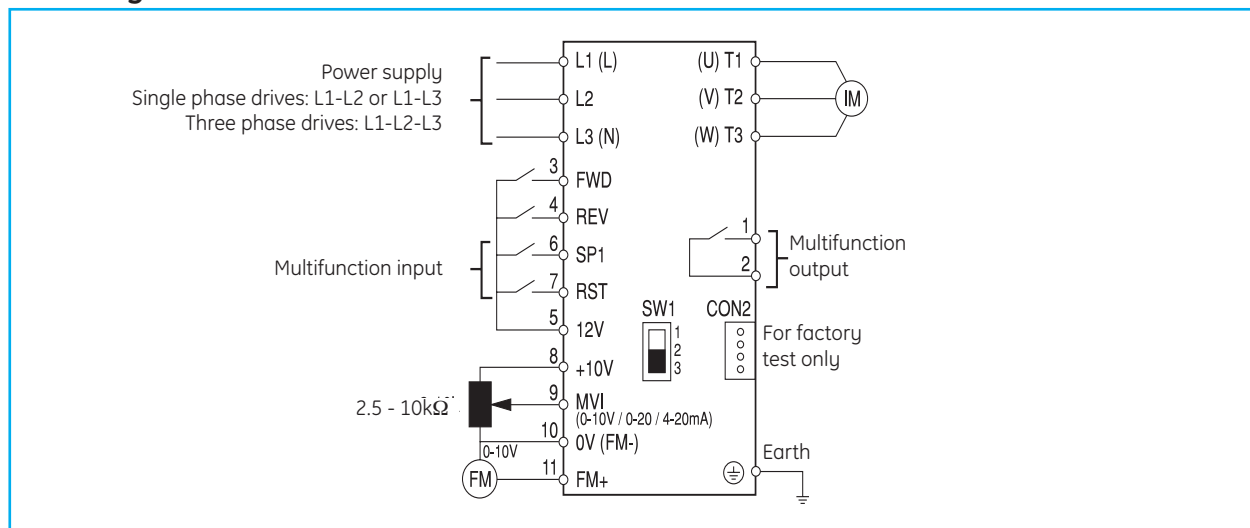 Power supply
Single phase drives: L1-L2 or L1-L3
Three phase drives: L1-L2-L3
L1 (L)
L2
L3 (N)
(U) T1
(V) T2
(W) T3
IM
3 FWD
4 REV
6 SP1
7 RST
5 12V
Multifunction input
1
2
Multifunction
output
SW1
1
2
3
CON2
For factory
test only
8 +10V
9 MVI
(0-10V / 0-20 / 4-20mA)
2.5 - 10kΩ
10 0V (FM-)
0-10V
FM
11 FM+
Earth